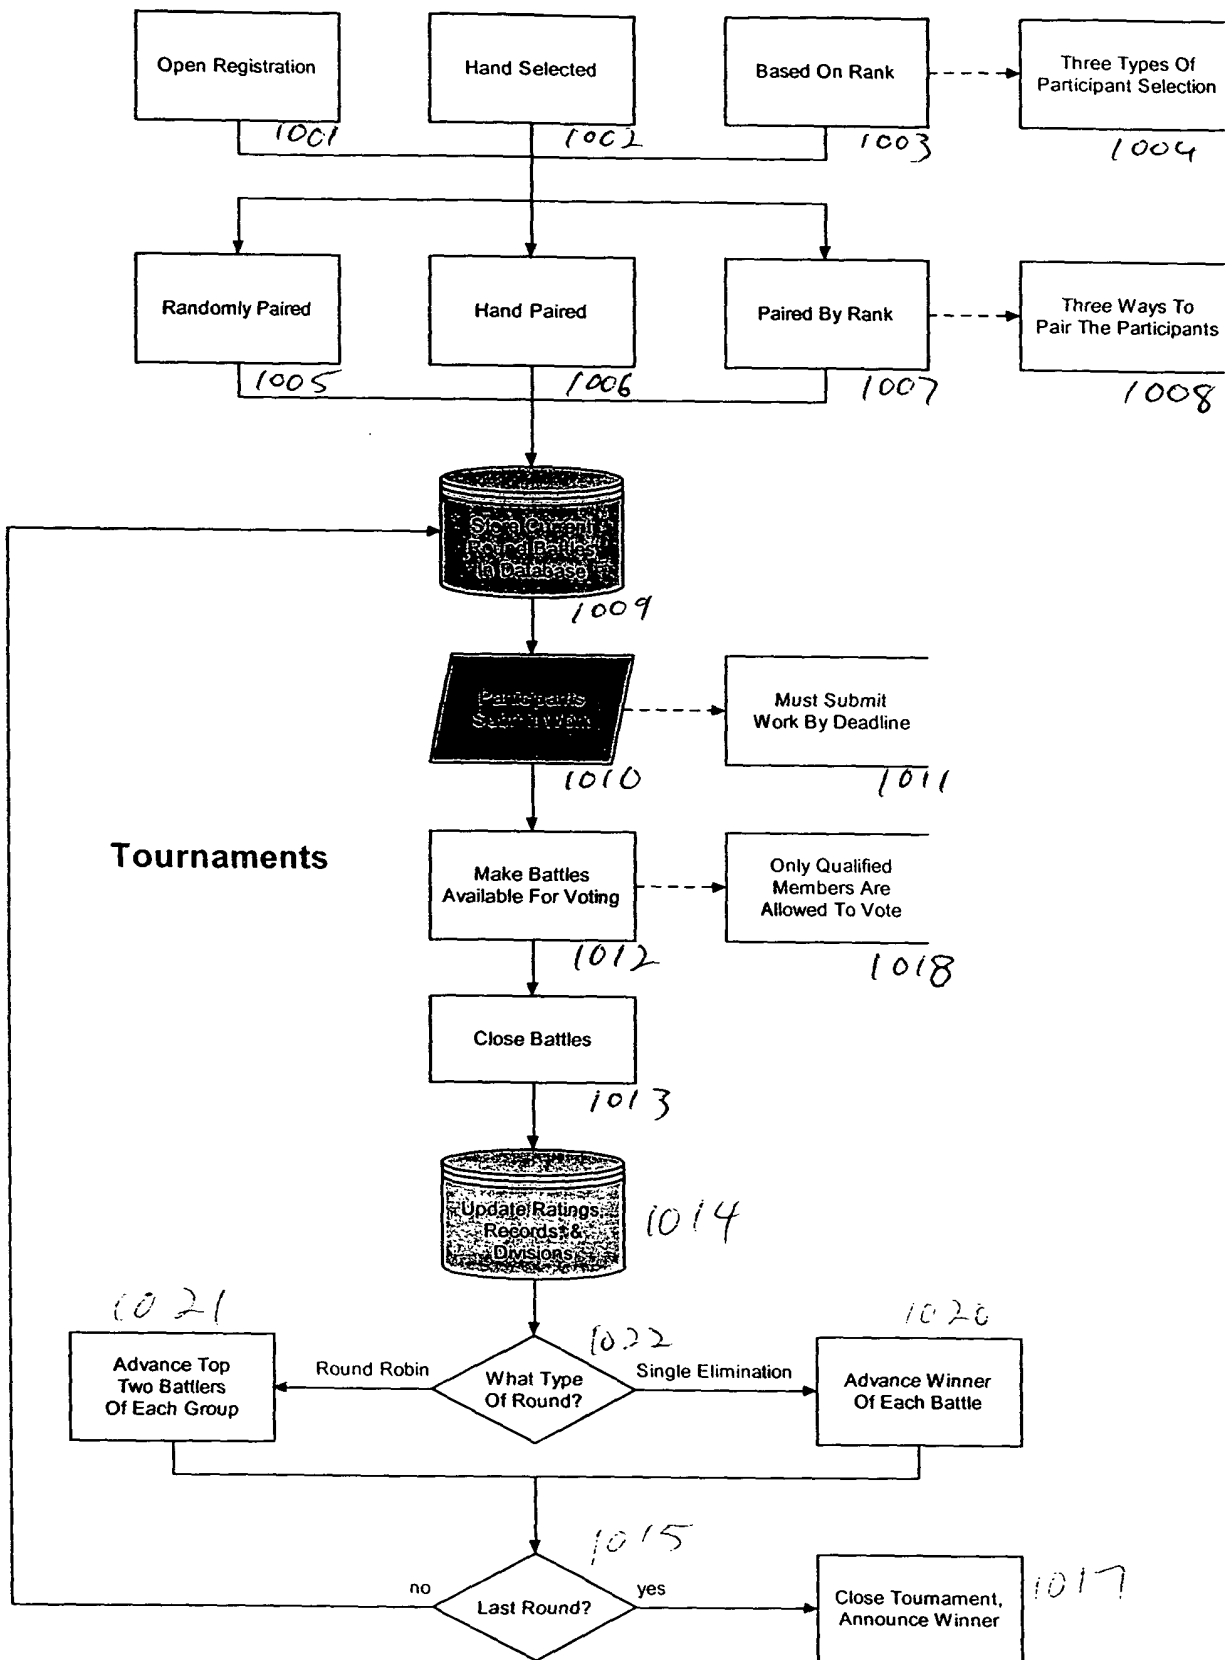 Open Registration
1001
Hand Selected
1002
Based On Rank
1003
Three Types Of
Participant Selection
1004
Randomly Paired
1005
Hand Paired
1006
Paired By Rank
1007
Three Ways To
Pair The Participants
1008
Store Current
Round Battles
In Database
1009
Participants
Submit Work
1010
Must Submit
Work By Deadline
1011
Tournaments
Make Battles
Available For Voting
1012
Only Qualified
Members Are
Allowed To Vote
1018
Close Battles
1013
Update Ratings,
Records, &
Divisions
1014
1021
Advance Top
Two Battlers
Of Each Group
Round Robin
1022
What Type
Of Round?
Single Elimination
1020
Advance Winner
Of Each Battle
1015
no
Last Round?
yes
Close Tournament,
Announce Winner
1017